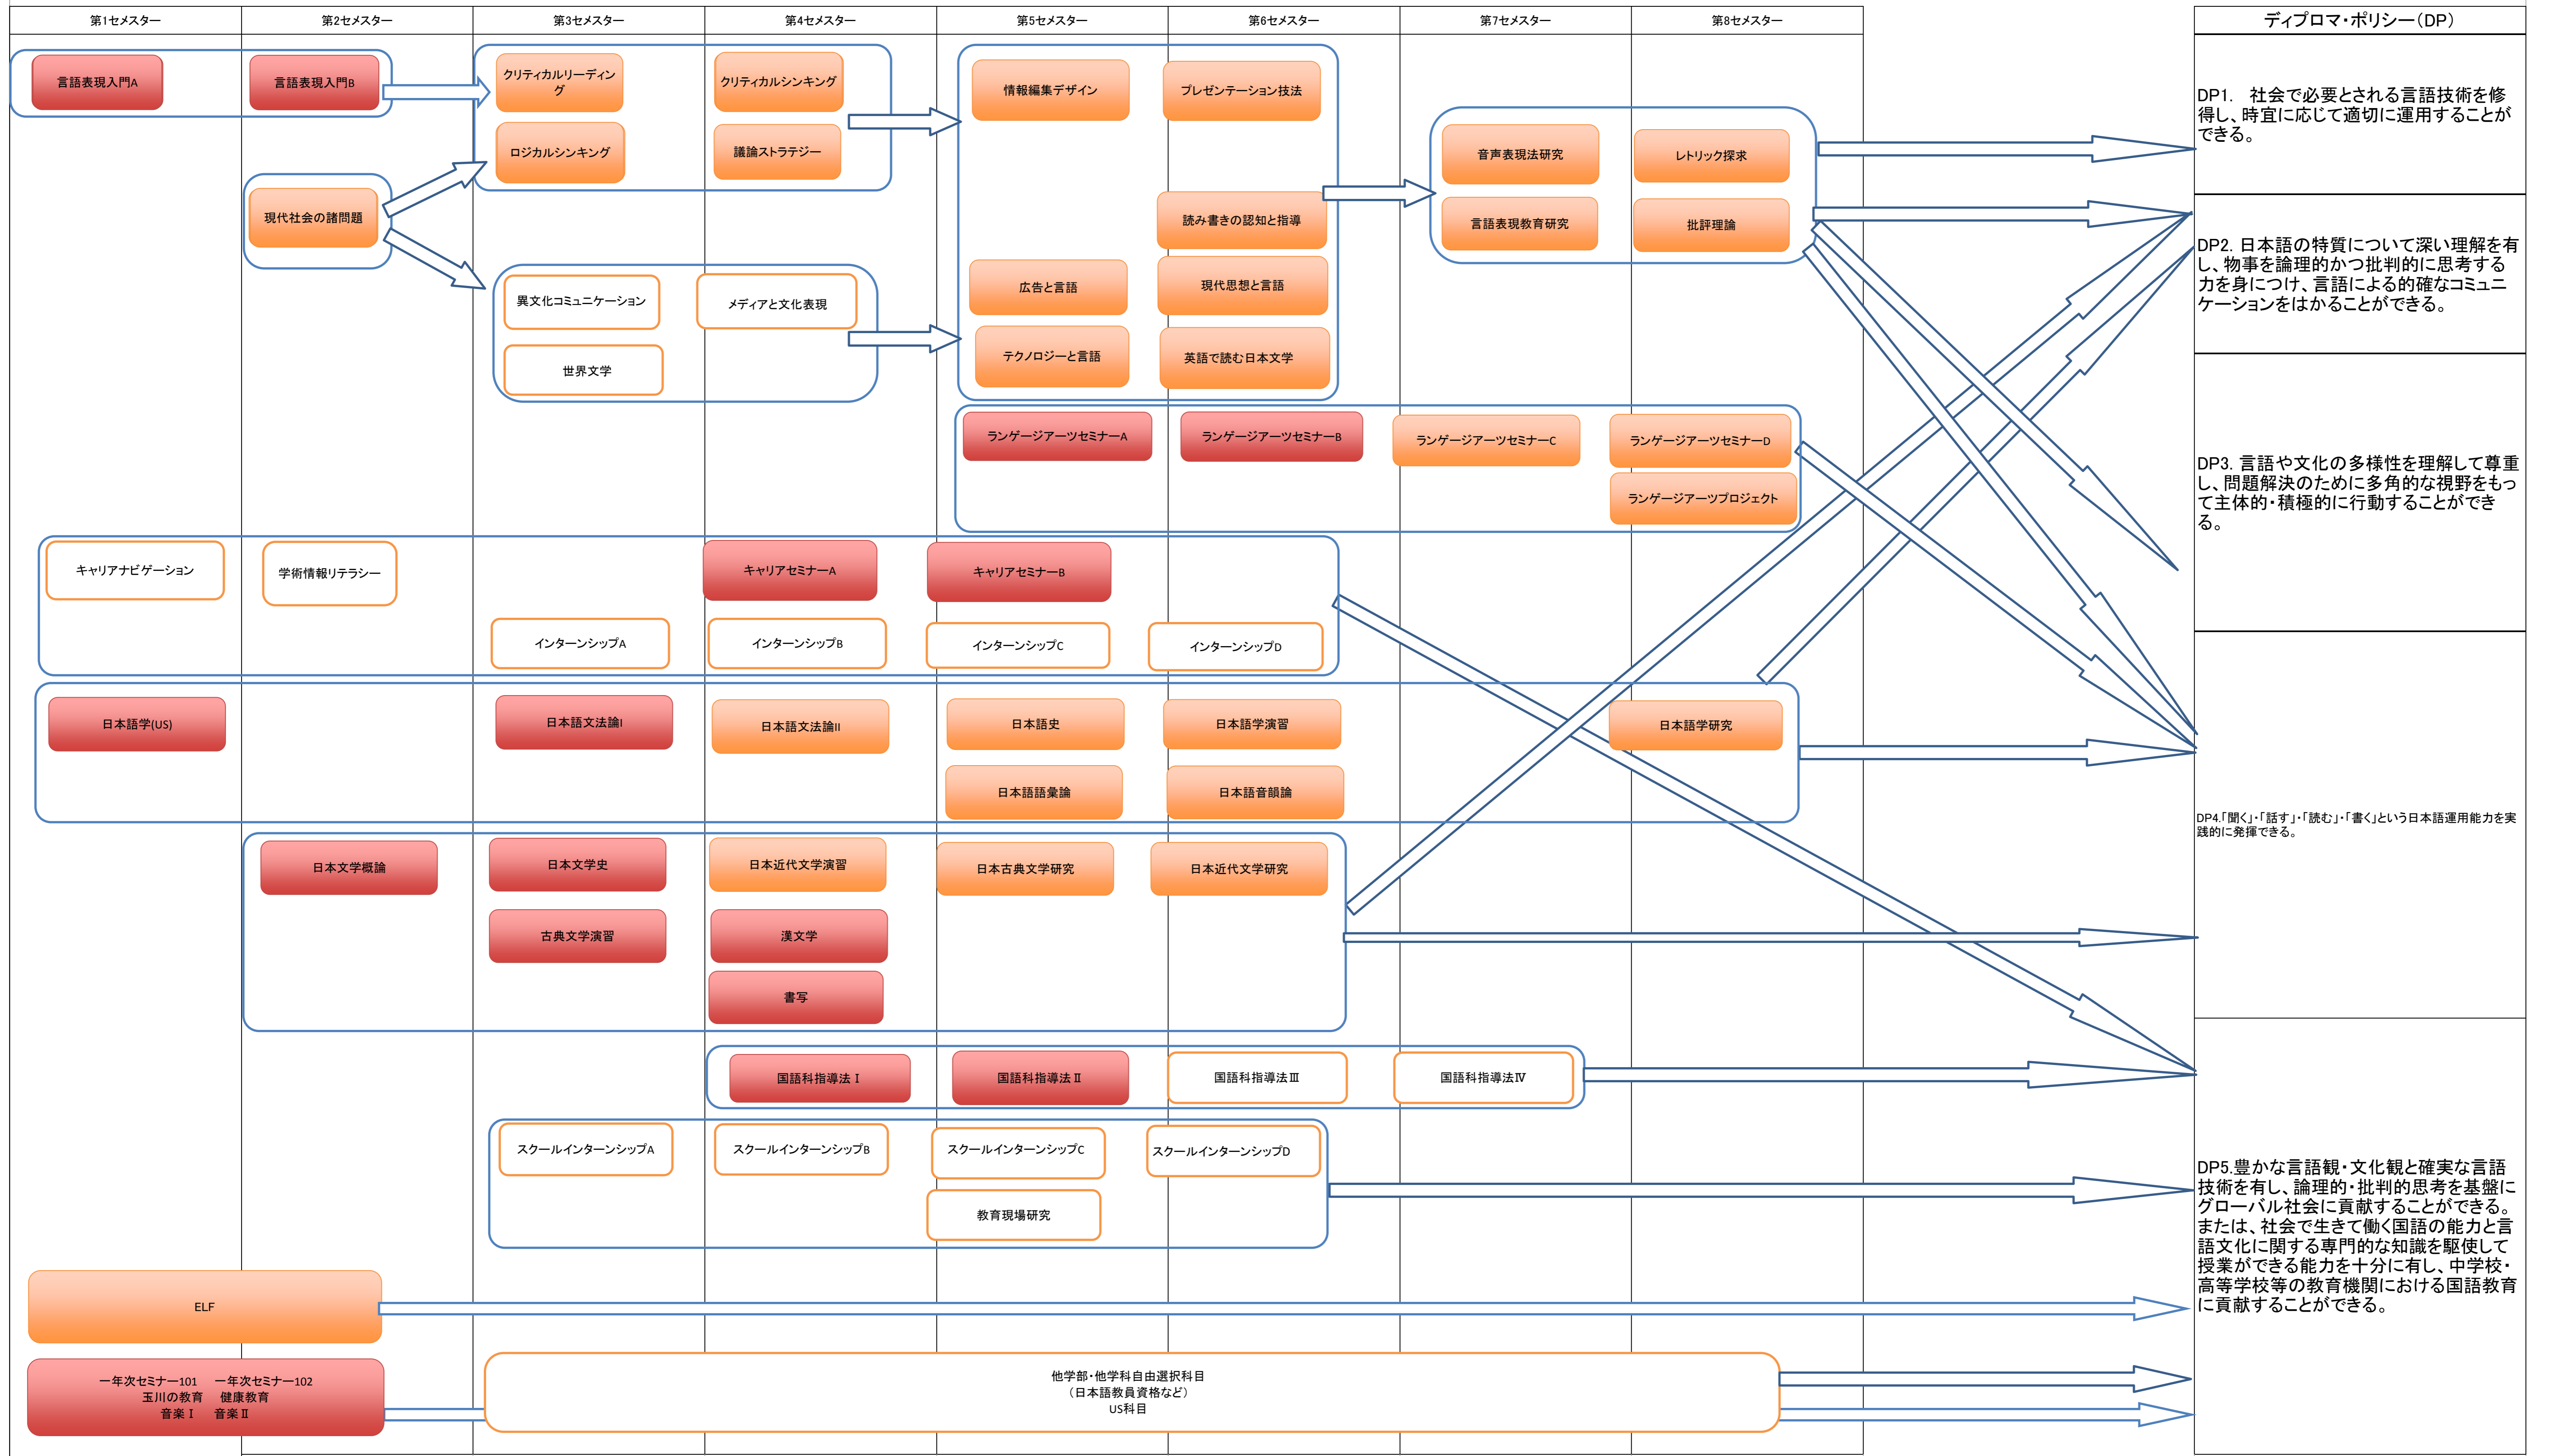 第1セメスター
第2セメスター
第3セメスター
第4セメスター
第5セメスター
第6セメスター
第7セメスター
第8セメスター
ディプロマ・ポリシー（DP）
言語表現入門A
言語表現入門B
クリティカルリーディン
グ
クリティカルシンキング
ロジカルシンキング
議論ストラテジー
現代社会の諸問題
異文化コミュニケーション
メディアと文化表現
世界文学
情報編集デザイン
プレゼンテーション技法
読み書きの認知と指導
広告と言語
現代思想と言語
テクノロジーと言語
英語で読む日本文学
音声表現法研究
レトリック探求
言語表現教育研究
批評理論
ランゲージアーツセミナーA
ランゲージアーツセミナーB
ランゲージアーツセミナーC
ランゲージアーツセミナーD
ランゲージアーツプロジェクト
キャリアナビゲーション
学術情報リテラシー
キャリアセミナーA
キャリアセミナーB
インターンシップA
インターンシップB
インターンシップC
インターンシップD
日本語学(US)
日本語文法論I
日本語文法論II
日本語史
日本語学演習
日本語学研究
日本語語彙論
日本語音韻論
日本文学概論
日本文学史
日本近代文学演習
日本古典文学研究
日本近代文学研究
古典文学演習
漢文学
書写
国語科指導法Ⅰ
国語科指導法Ⅱ
国語科指導法Ⅲ
国語科指導法Ⅳ
スクールインターンシップA
スクールインターンシップB
スクールインターンシップC
スクールインターンシップD
教育現場研究
ELF
一年次セミナー101　一年次セミナー102
玉川の教育　健康教育
音楽Ⅰ　音楽Ⅱ
他学部・他学科自由選択科目
（日本語教員資格など）
US科目
DP1.　社会で必要とされる言語技術を修
得し、時宜に応じて適切に運用することが
できる。
DP2. 日本語の特質について深い理解を有
し、物事を論理的かつ批判的に思考する
力を身につけ、言語による的確なコミュニ
ケーションをはかることができる。
DP3. 言語や文化の多様性を理解して尊重
し、問題解決のために多角的な視野をもっ
て主体的・積極的に行動することができ
る。
DP4.「聞く」・「話す」・「読む」・「書く」という日本語運用能力を実
践的に発揮できる。
DP5.豊かな言語観・文化観と確実な言語
技術を有し、論理的・批判的思考を基盤に
グローバル社会に貢献することができる。
または、社会で生きて働く国語の能力と言
語文化に関する専門的な知識を駆使して
授業ができる能力を十分に有し、中学校・
高等学校等の教育機関における国語教育
に貢献することができる。